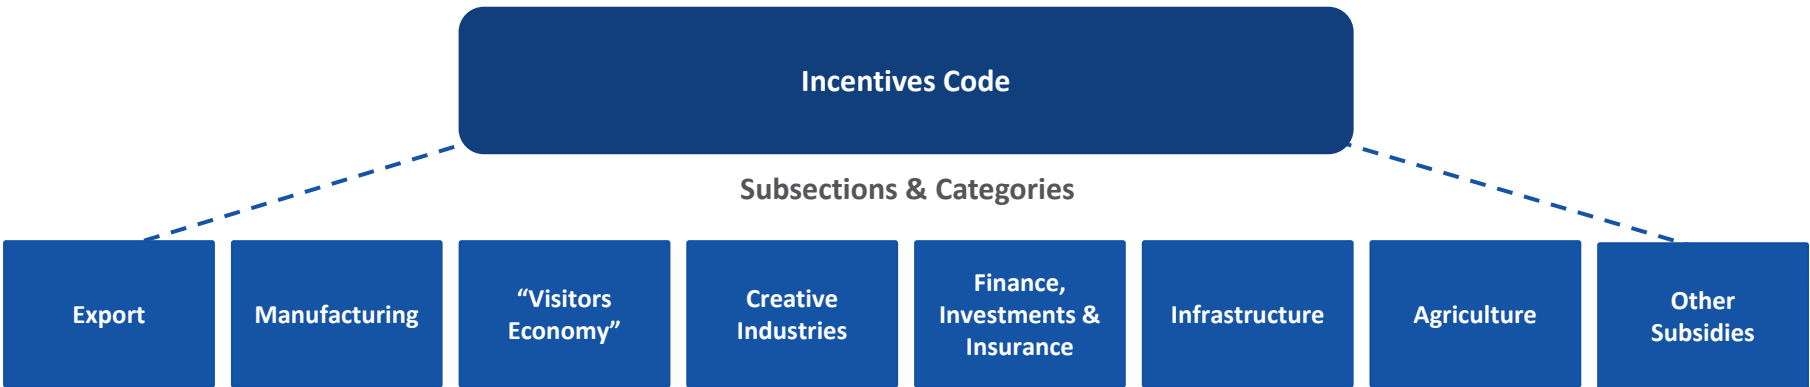 Incentives Code
Subsections & Categories
Export
Manufacturing
“Visitors
Economy”
Creative
Industries
Finance,
Investments &
Insurance
Infrastructure
Agriculture
Other
Subsidies